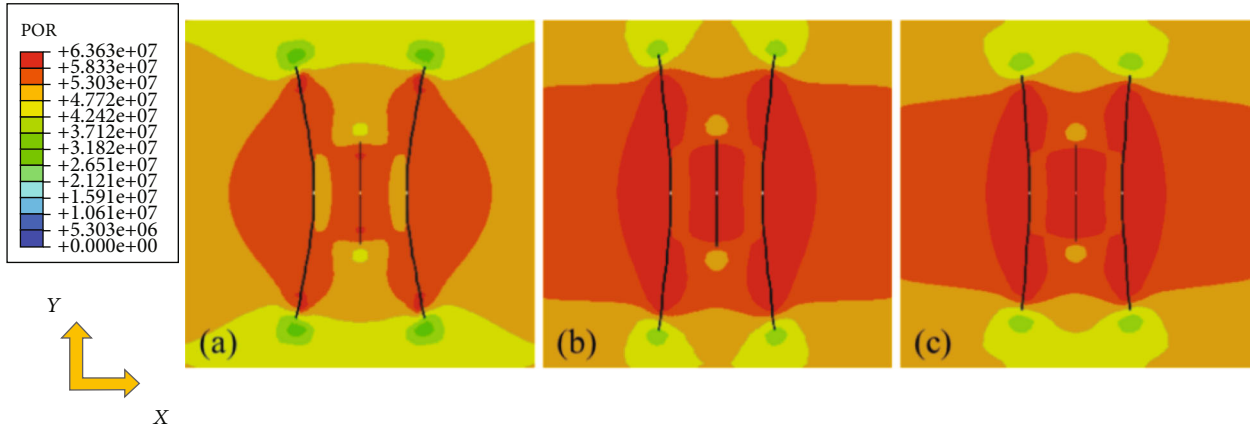 POR
+6.363e+07
+5.833e+07
+5.303e+07
+4.772e+07
+4.242e+07
+3.712e+07
+3.182e+07
+2.651e+07
+2.121e+07
+1.591e+07
+1.061e+07
+5.303e+06
+0.000e+00
Y
X
(a)
(b)
(c)